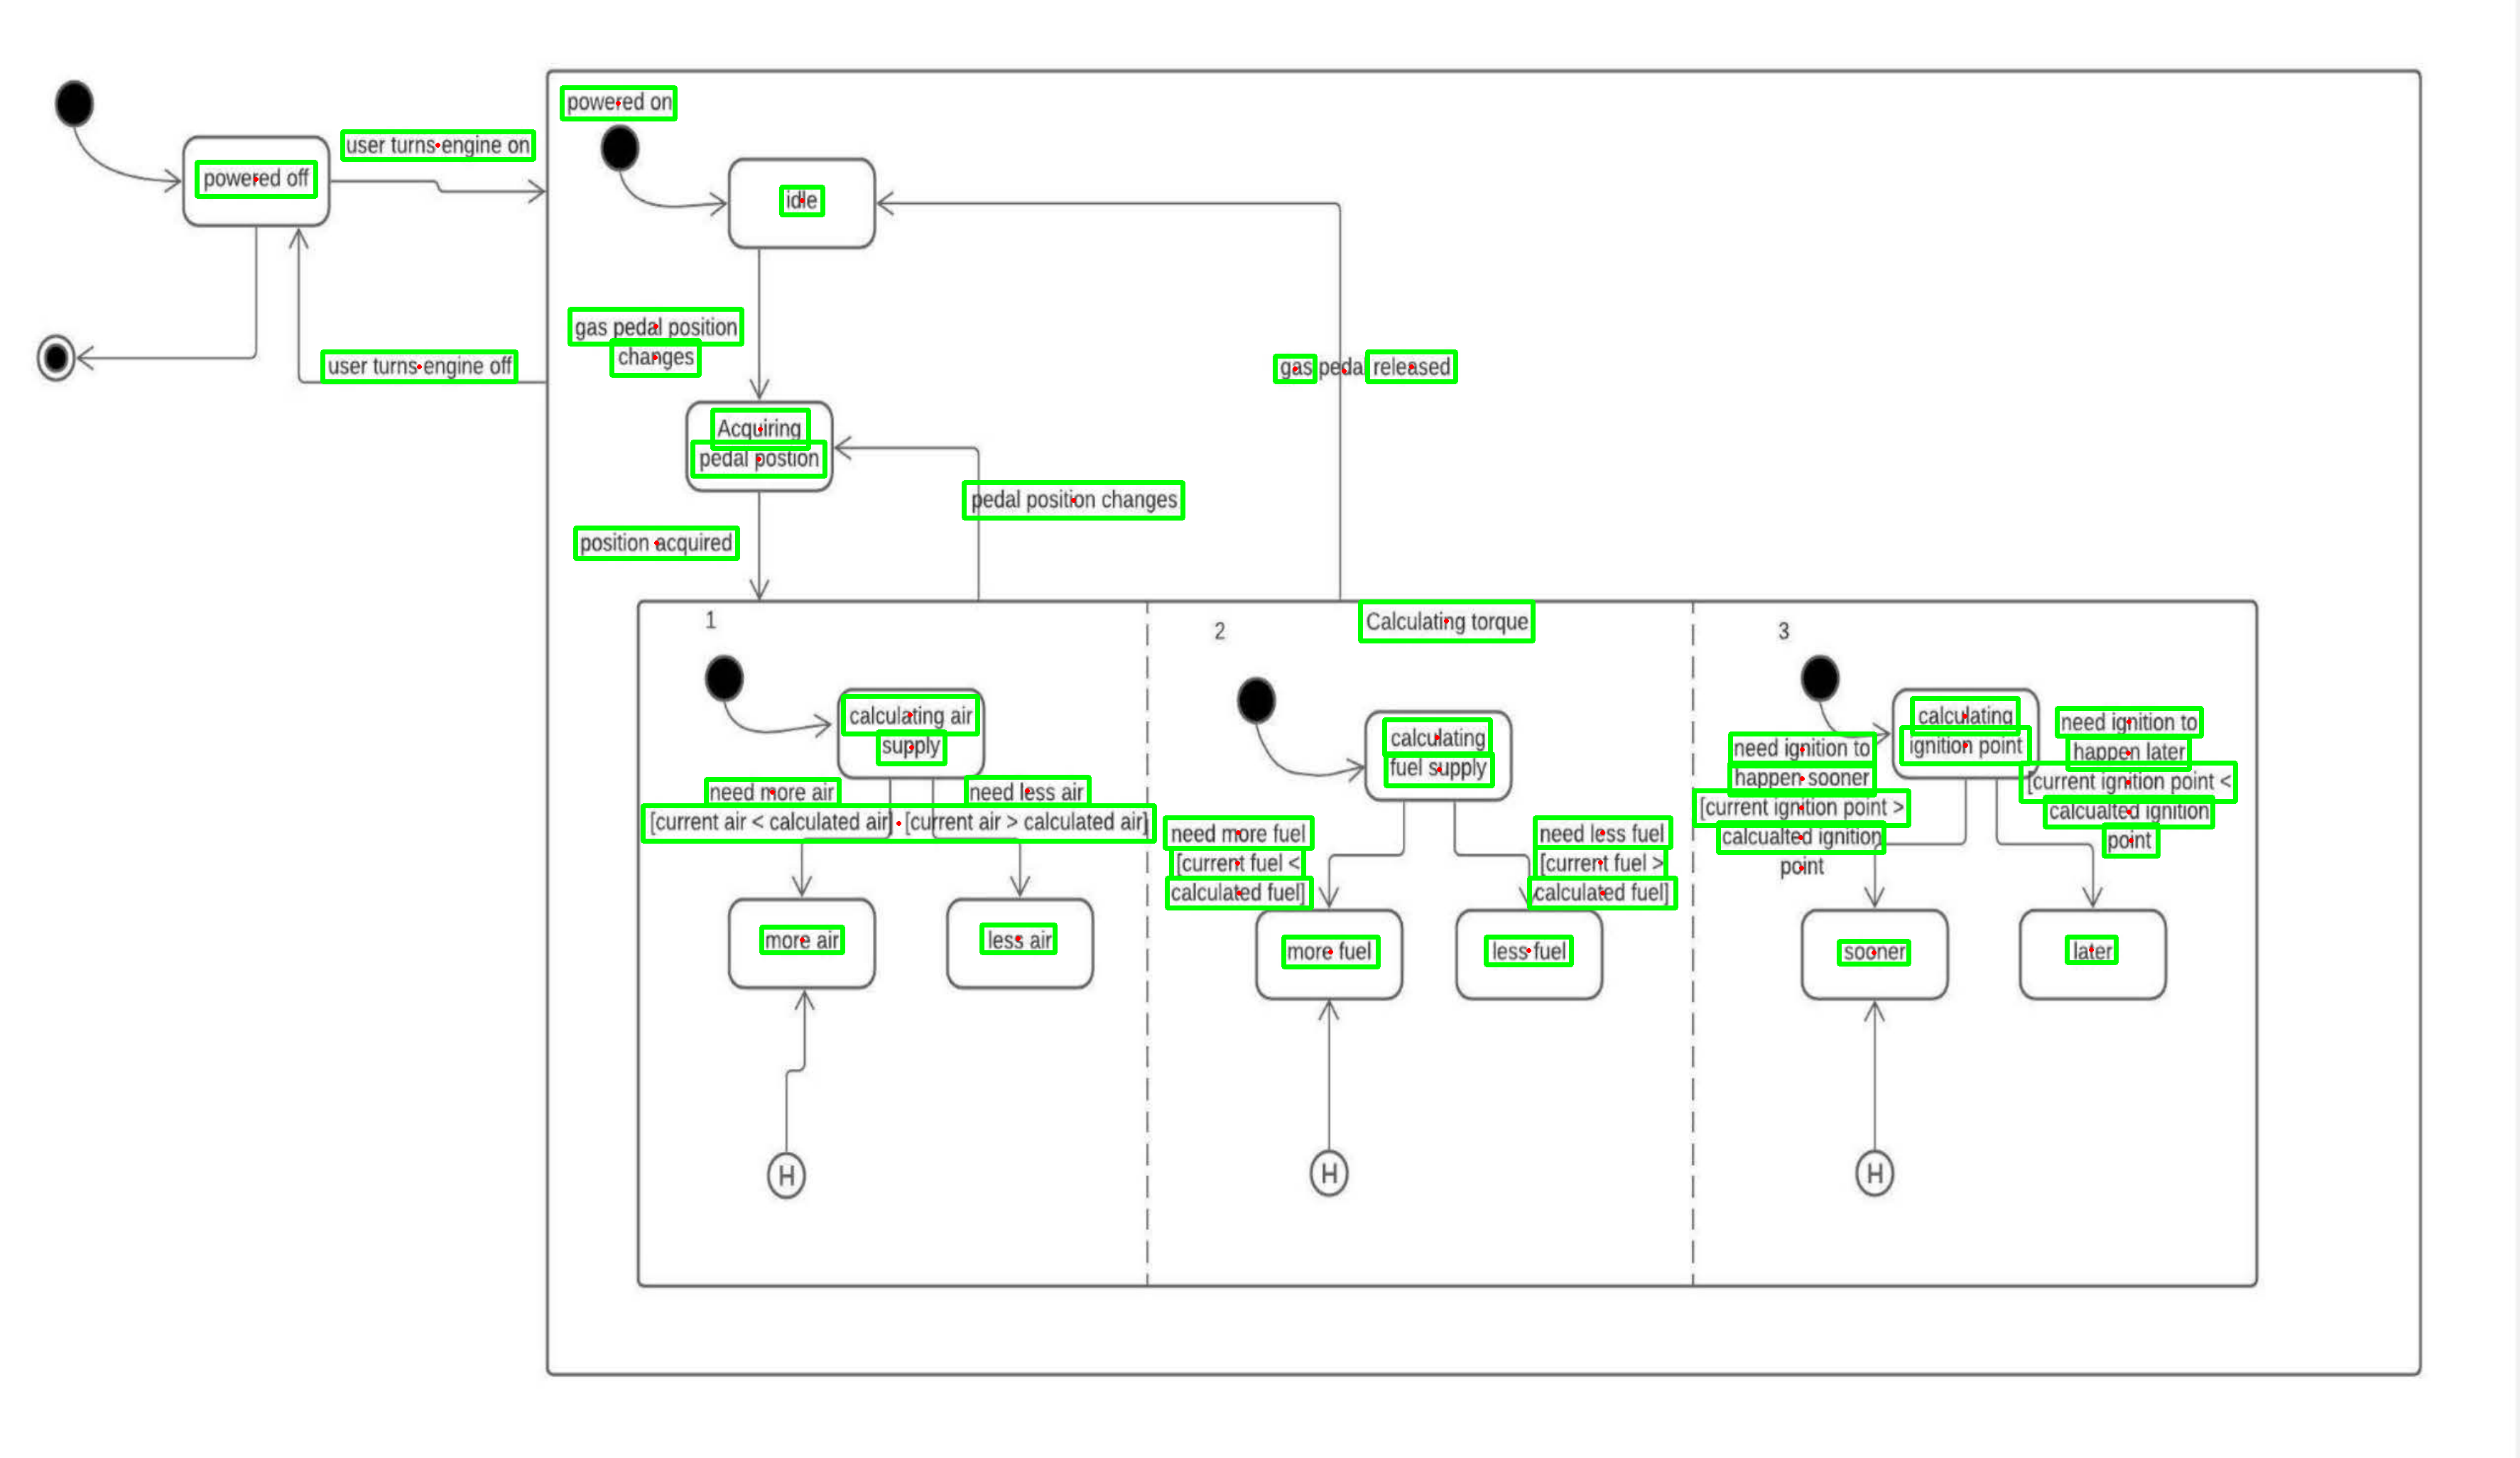 powered on
user turns engine on
powered off
idle
gas pedal position
changes
user turns engine off
gas pedal released
Acquiring
pedal postion
pedal position changes
position acquired
Calculating torque
1
calculating air
supply
need more air
[current air < calculated air]
need less air
[current air > calculated air]
more air
less air
H
2
calculating
fuel supply
need more fuel
[current fuel <
calculated fuel]
need less fuel
[current fuel >
calculated fuel]
more fuel
less fuel
H
3
calculating
ignition point
need ignition to
happen sooner
[current ignition point >
calcualted ignition
point
need ignition to
happen later
[current ignition point <
calcualted ignition
point
sooner
later
H